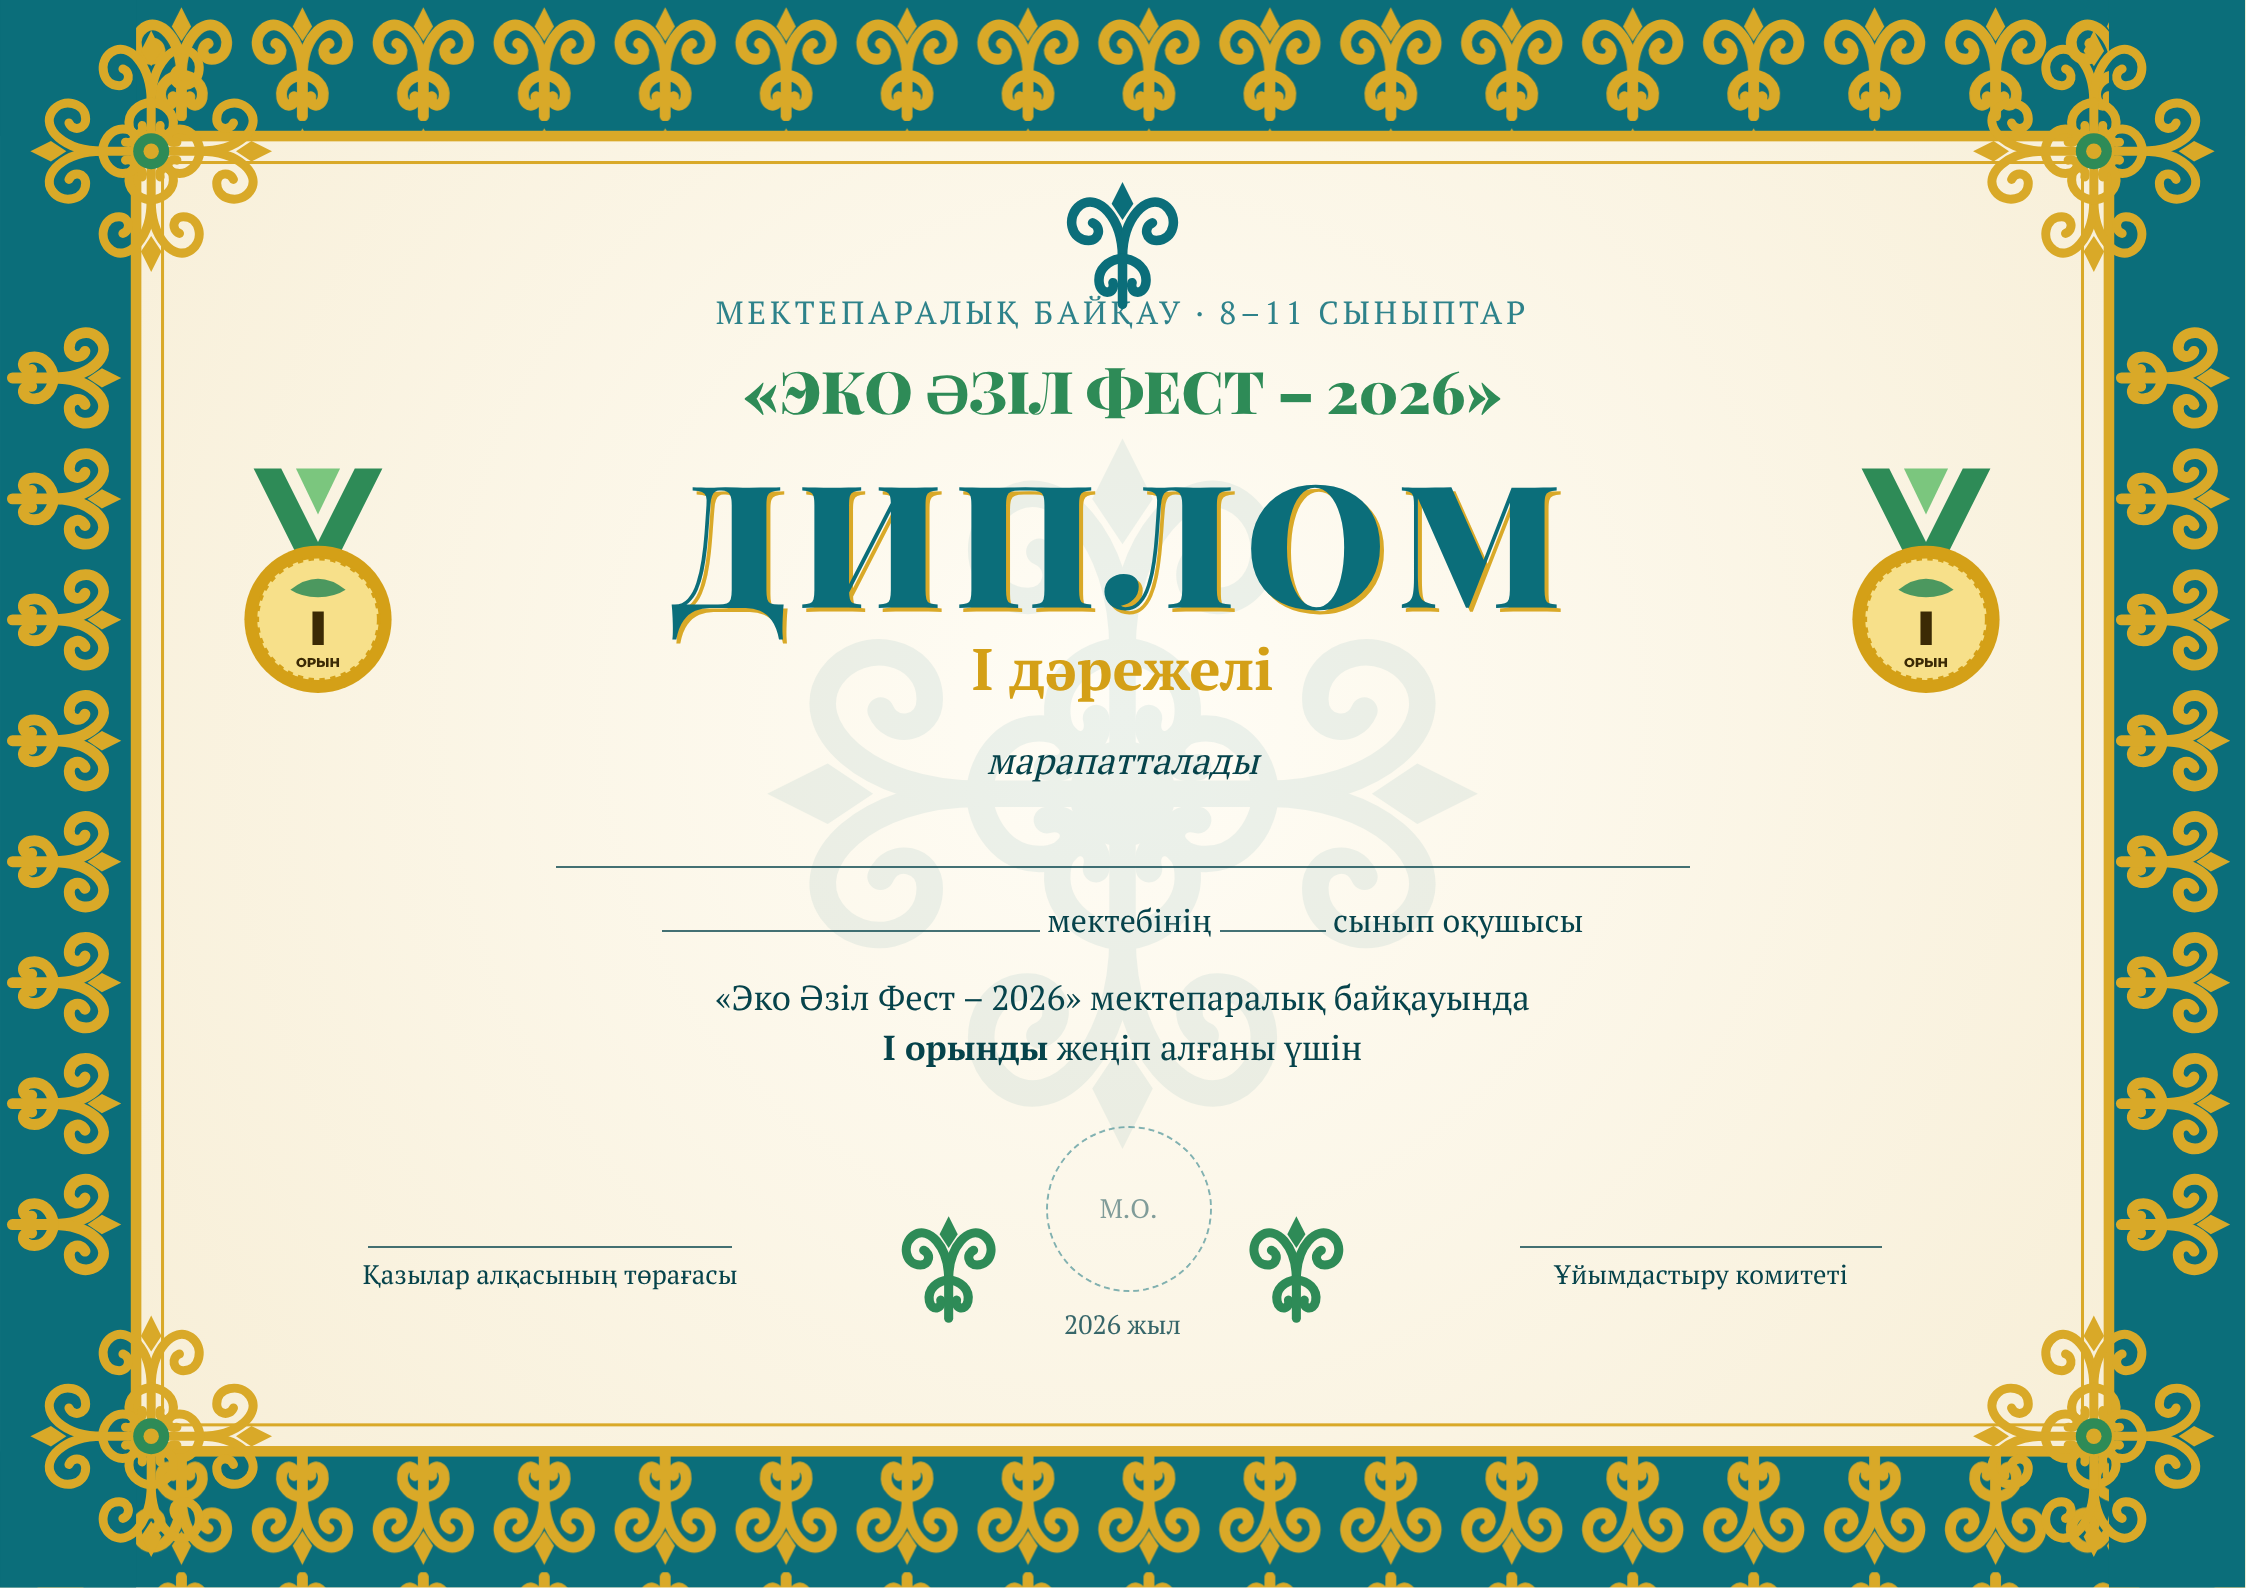 МЕКТЕПАРАЛЫҚ БАЙҚАУ · 8–11 СЫНЫПТАР
«ЭКО ӘЗІЛ ФЕСТ – 2026»
ДИПЛОМ
І дәрежелі
І
ОРЫН
І
ОРЫН
марапатталады
мектебінің сынып оқушысы
«Эко Әзіл Фест – 2026» мектепаралық байқауында
І орынды жеңіп алғаны үшін
М.О.
Қазылар алқасының төрағасы
Ұйымдастыру комитеті
2026 жыл